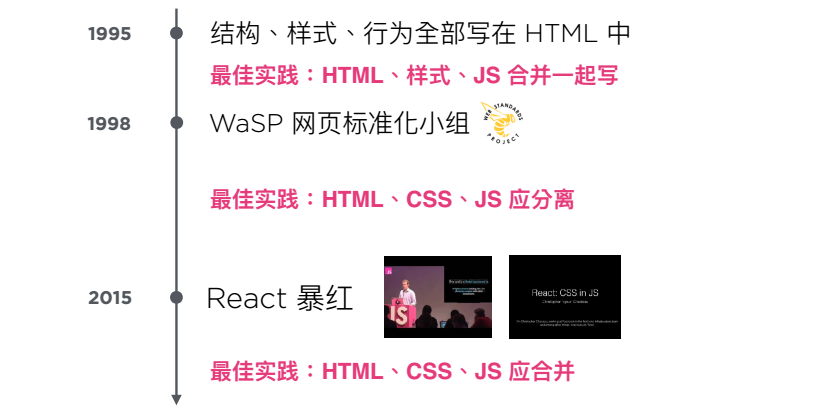 1995
结构、样式、行为全部写在 HTML 中
最佳实践：HTML、样式、JS 合并一起写
1998
WaSP 网页标准化小组
WEB STANDARDS PROJECT
最佳实践：HTML、CSS、JS 应分离
2015
React 暴红
JS
React: CSS in JS
最佳实践：HTML、CSS、JS 应合并